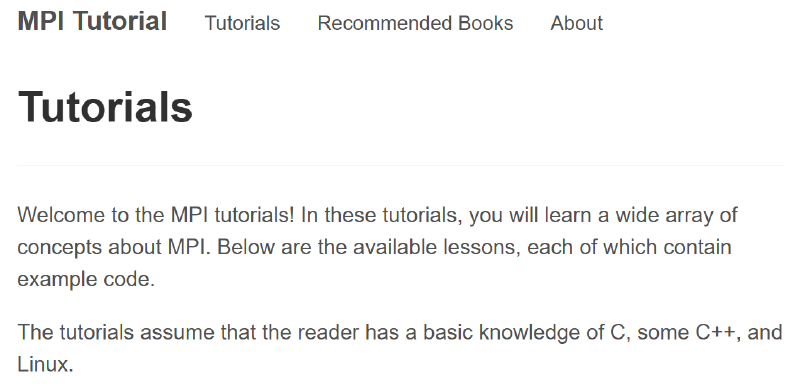 MPI Tutorial Tutorials Recommended Books About
Tutorials
Welcome to the MPI tutorials! In these tutorials, you will learn a wide array of
concepts about MPI. Below are the available lessons, each of which contain
example code.
The tutorials assume that the reader has a basic knowledge of C, some C++, and
Linux.